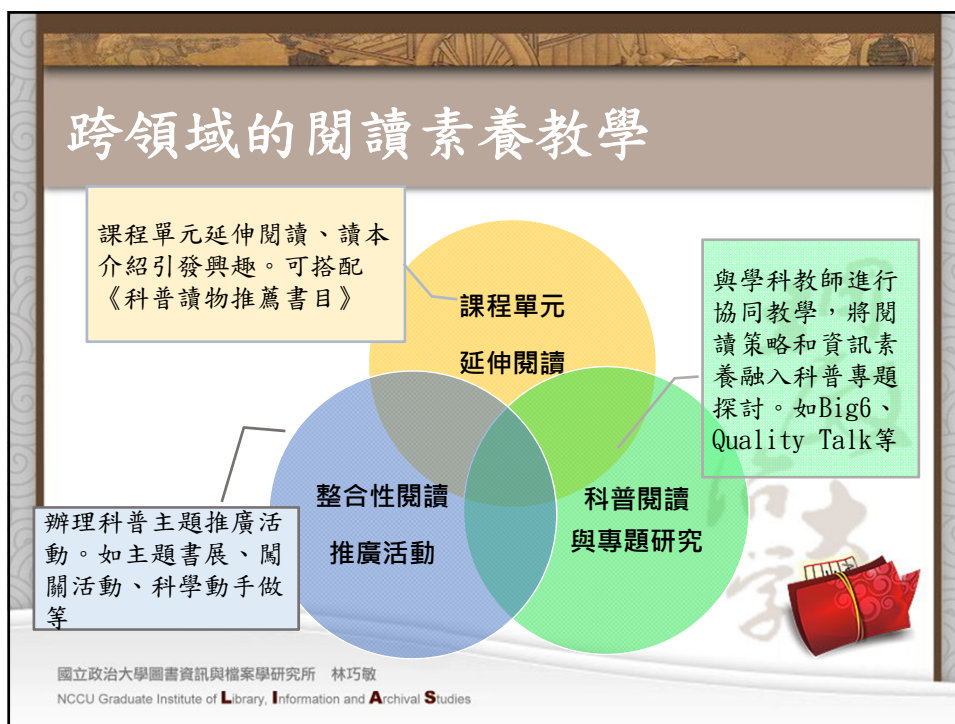 跨領域的閱讀素養教學
課程單元延伸閱讀、讀本
介紹引發興趣。可搭配
《科普讀物推薦書目》
課程單元
延伸閱讀
與學科教師進行
協同教學，將閱
讀策略和資訊素
養融入科普專題
探討。如Big6、
Quality Talk等
整合性閱讀
推廣活動
科普閱讀
與專題研究
辦理科普主題推廣活
動。如主題書展、闖
關活動、科學動手做
等
國立政治大學圖書資訊與檔案學研究所 林巧敏
NCCU Graduate Institute of Library, Information and Archival Studies